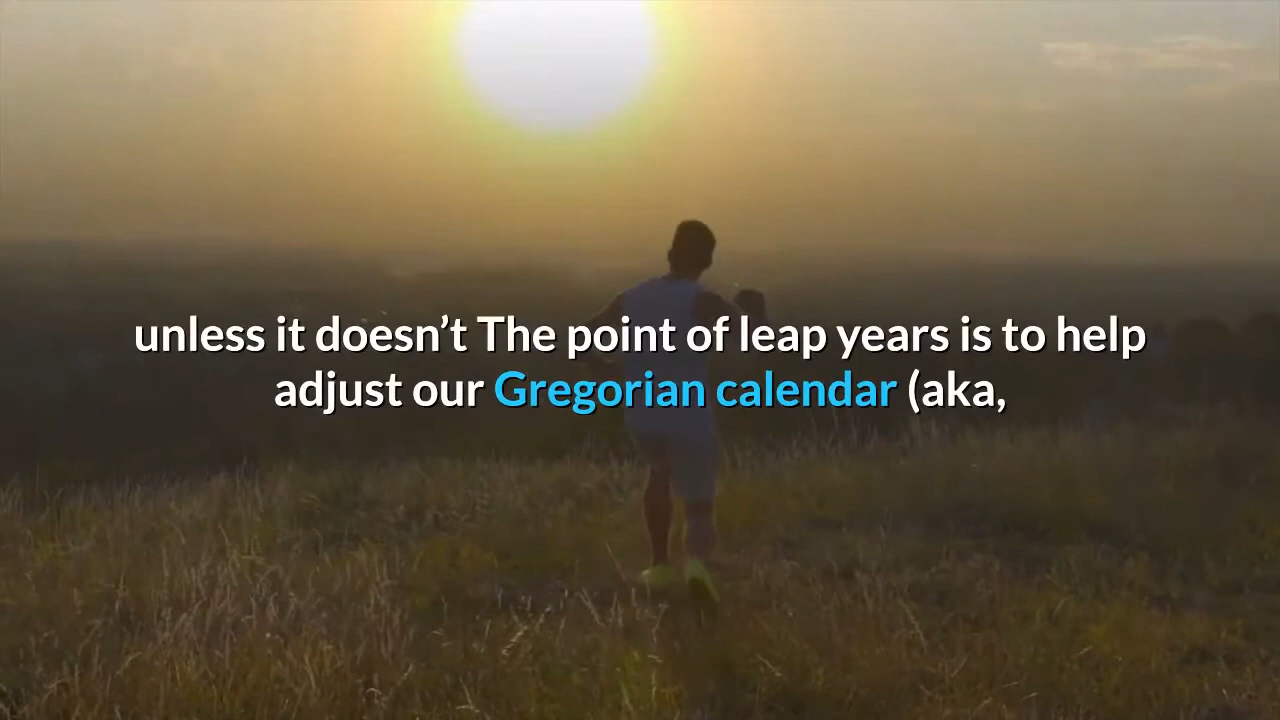 unless it doesn’t The point of leap years is to help
adjust our Gregorian calendar (aka,